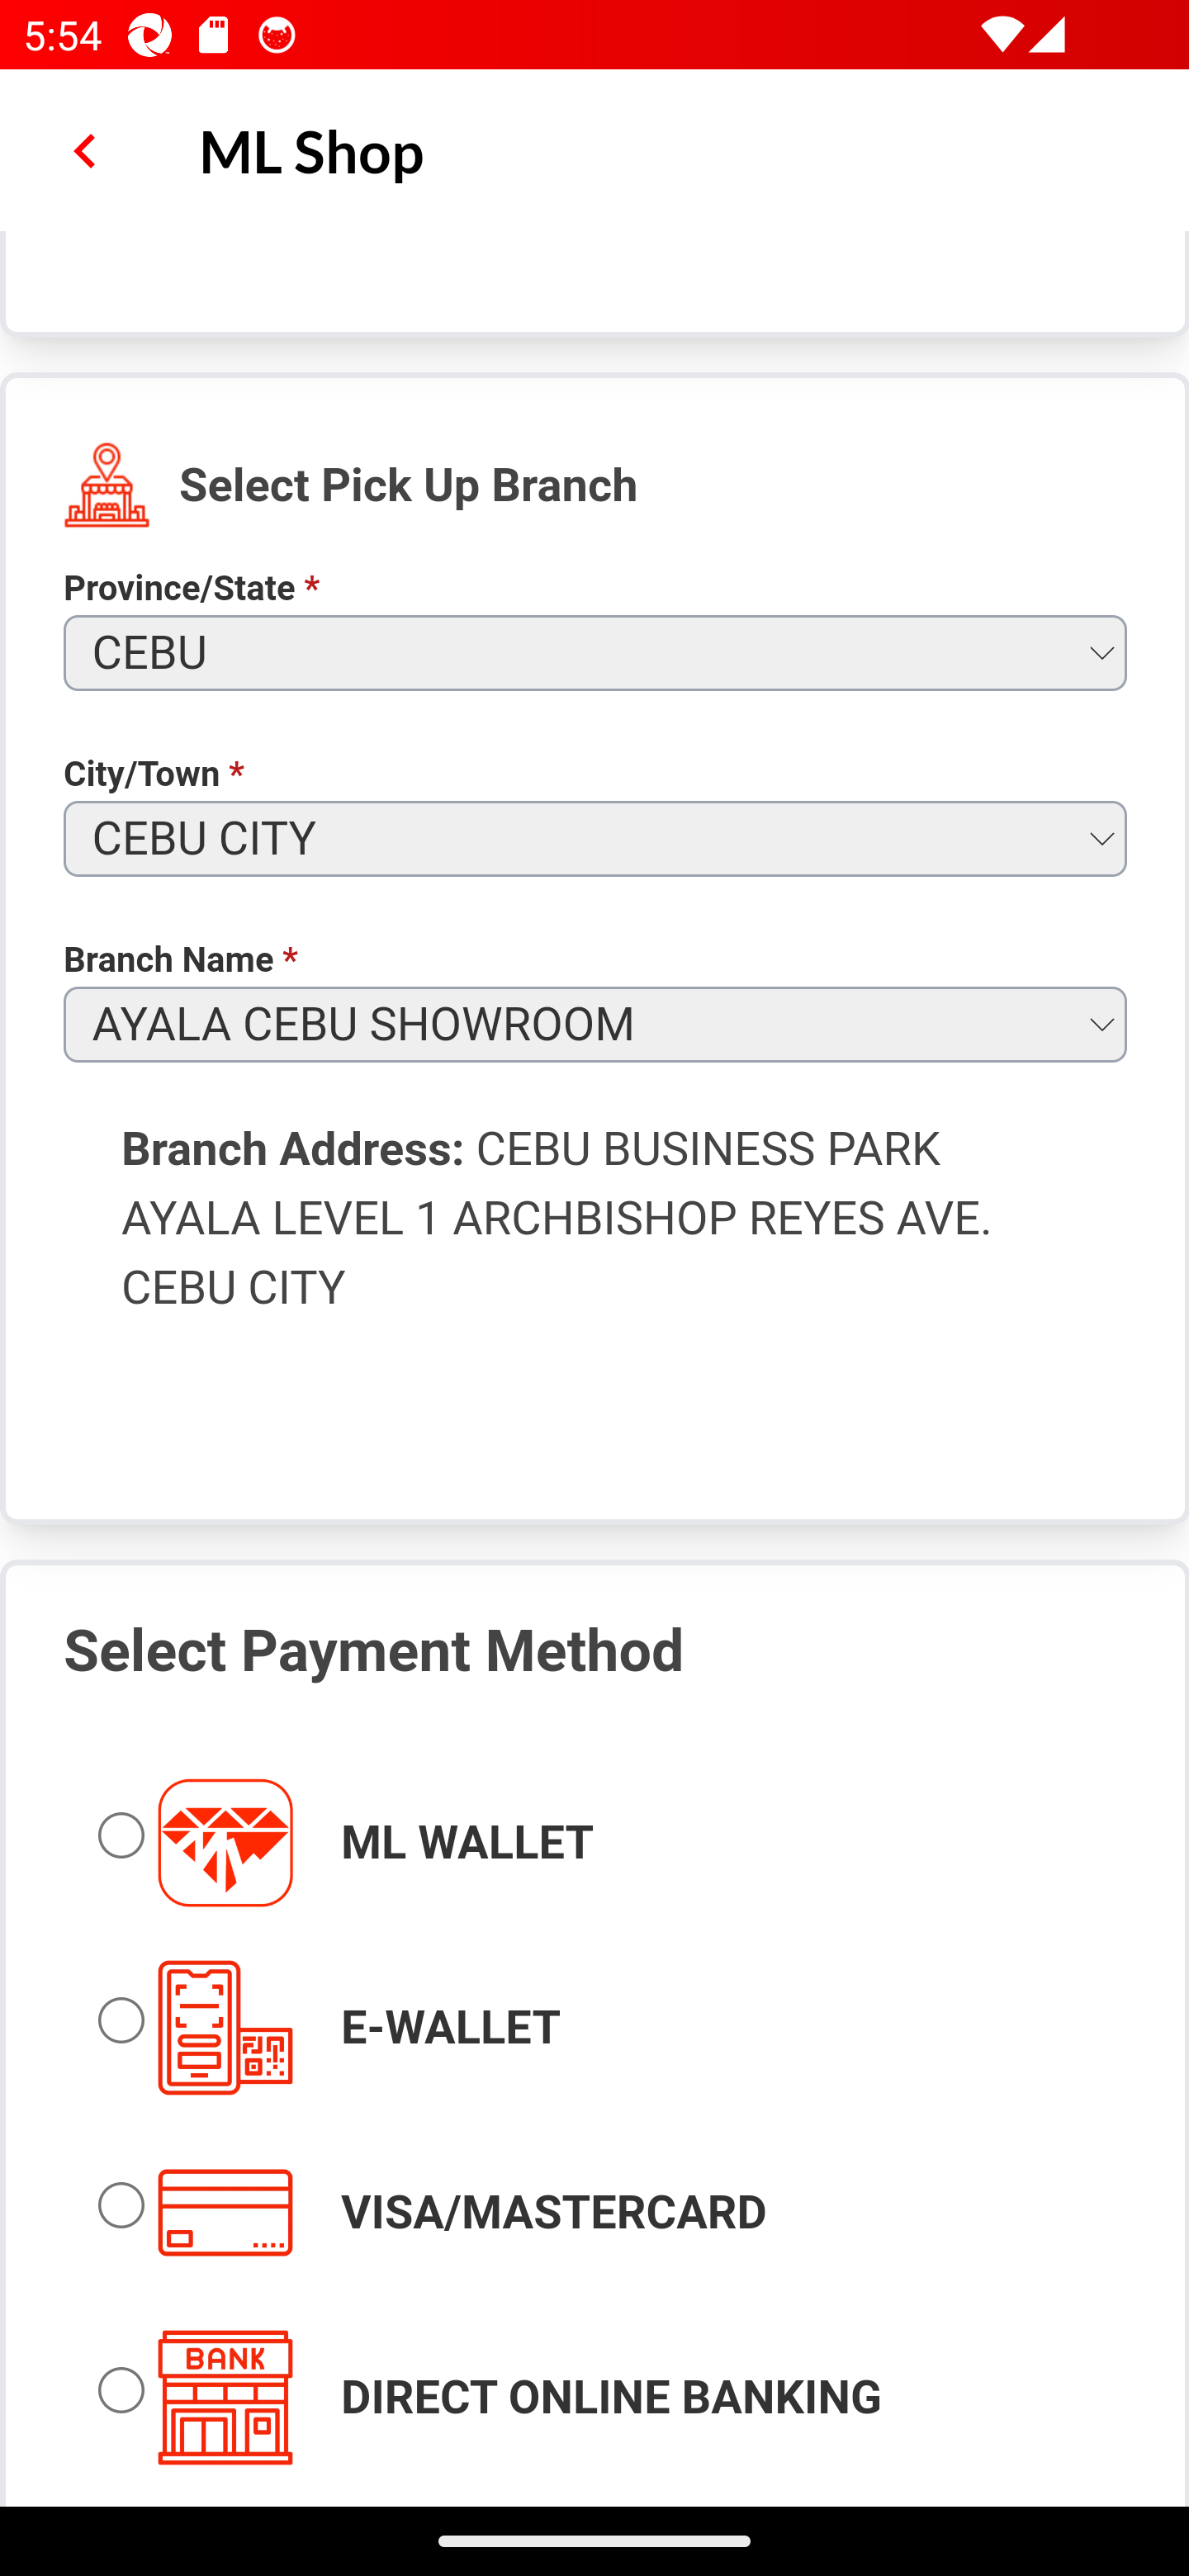 5:54
ML Shop
Select Pick Up Branch
Province/State *
CEBU
City/Town *
CEBU CITY
Branch Name *
AYALA CEBU SHOWROOM
Branch Address: CEBU BUSINESS PARK
AYALA LEVEL 1 ARCHBISHOP REYES AVE.
CEBU CITY
Select Payment Method
ML WALLET
E-WALLET
VISA/MASTERCARD
BANK
DIRECT ONLINE BANKING